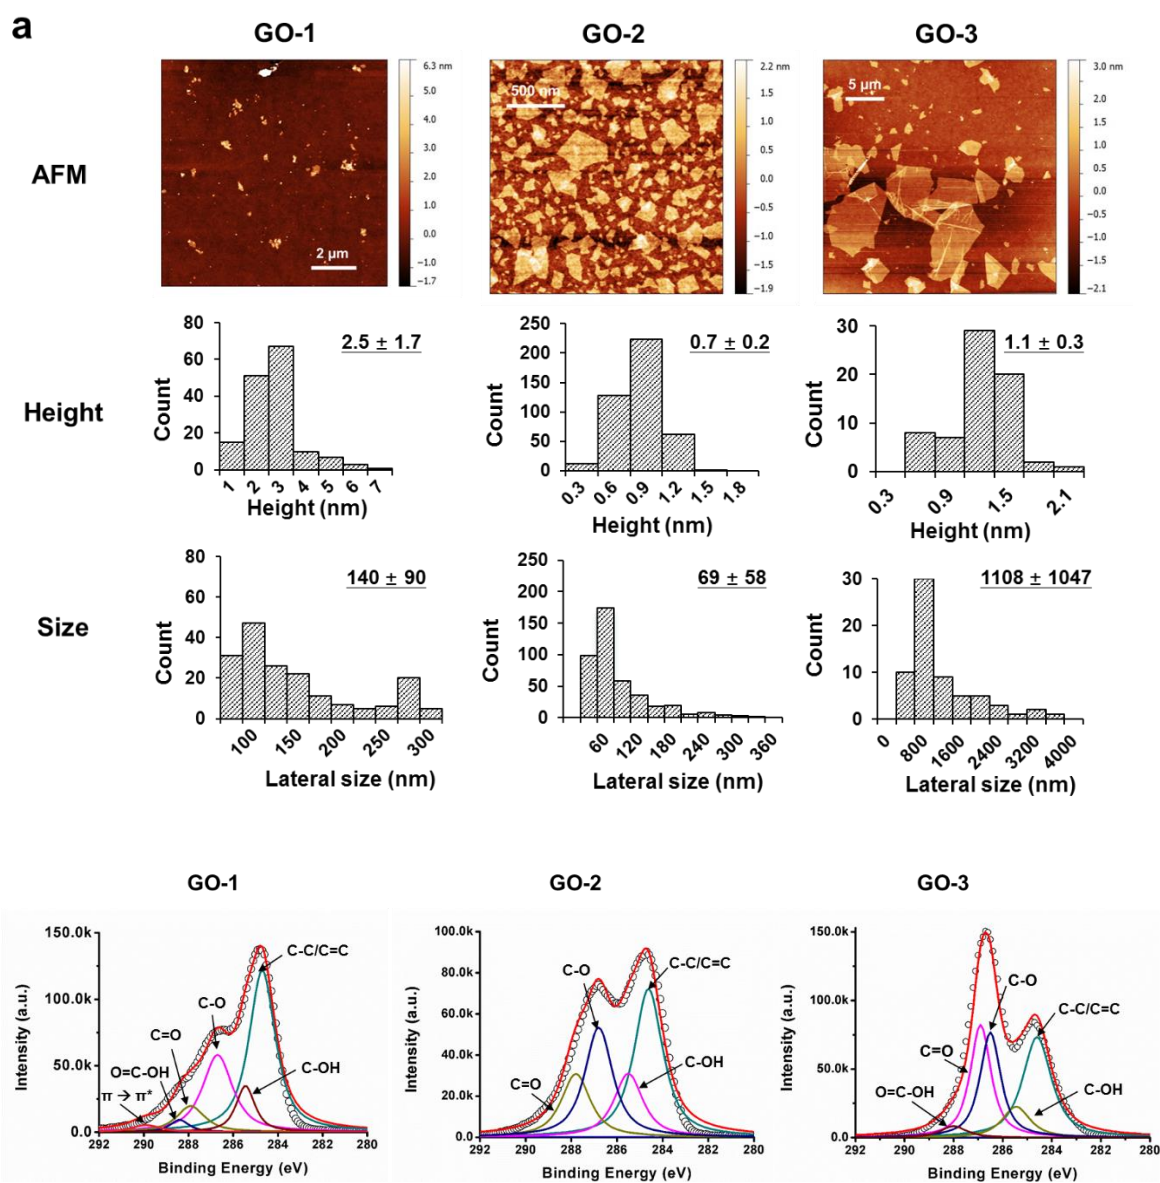 a
GO-1
GO-2
GO-3
AFM
2 µm
6.3 nm
5.0
4.0
3.0
2.0
1.0
0.0
−1.0
−1.7
500 nm
2.2 nm
1.5
1.0
0.5
0.0
−0.5
−1.0
−1.5
−1.9
5 µm
3.0 nm
2.0
1.0
0.0
−0.5
−1.0
−2.1
Height
2.5 ± 1.7
Count
80
60
40
20
0
1 2 3 4 5 6 7
Height (nm)
0.7 ± 0.2
Count
250
200
150
100
50
0
0.3 0.6 0.9 1.2 1.5 1.8
Height (nm)
1.1 ± 0.3
Count
30
20
10
0
0.3 0.9 1.5 2.1
Height (nm)
Size
140 ± 90
Count
80
60
40
20
0
100 150 200 250 300
Lateral size (nm)
69 ± 58
Count
250
200
150
100
50
0
60 120 180 240 300 360
Lateral size (nm)
1108 ± 1047
Count
30
20
10
0
0 800 1600 2400 3200 4000
Lateral size (nm)
GO-1
GO-2
GO-3
Intensity (a.u.)
150.0k
100.0k
50.0k
0.0
C-C/C=C
C-O
C=O
O=C-OH
π → π*
C-OH
292 290 288 286 284 282 280
Binding Energy (eV)
Intensity (a.u.)
100.0k
80.0k
60.0k
40.0k
20.0k
0.0
C-O
C-C/C=C
C=O
C-OH
292 290 288 286 284 282 280
Binding Energy (eV)
Intensity (a.u.)
150.0k
100.0k
50.0k
0.0
C-O
C-C/C=C
C=O
O=C-OH
C-OH
292 290 288 286 284 282 280
Binding Energy (eV)